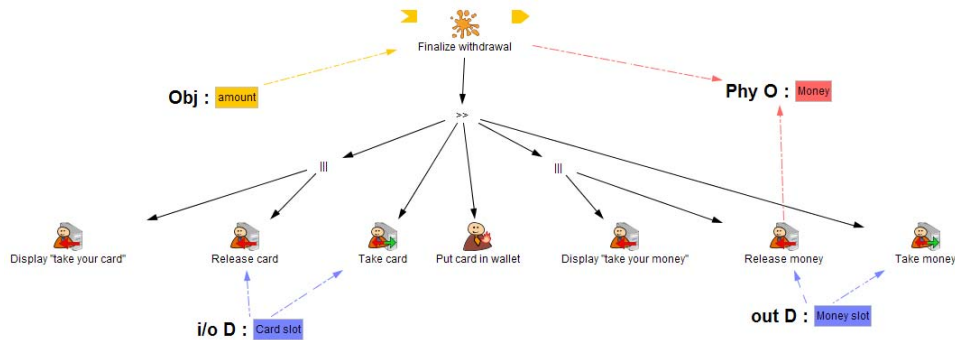 Finalize withdrawal
Obj : amount
Phy O : Money
>>
|||
|||
Display "take your card"
Release card
Take card
Put card in wallet
Display "take your money"
Release money
Take money
i/o D : Card slot
out D : Money slot